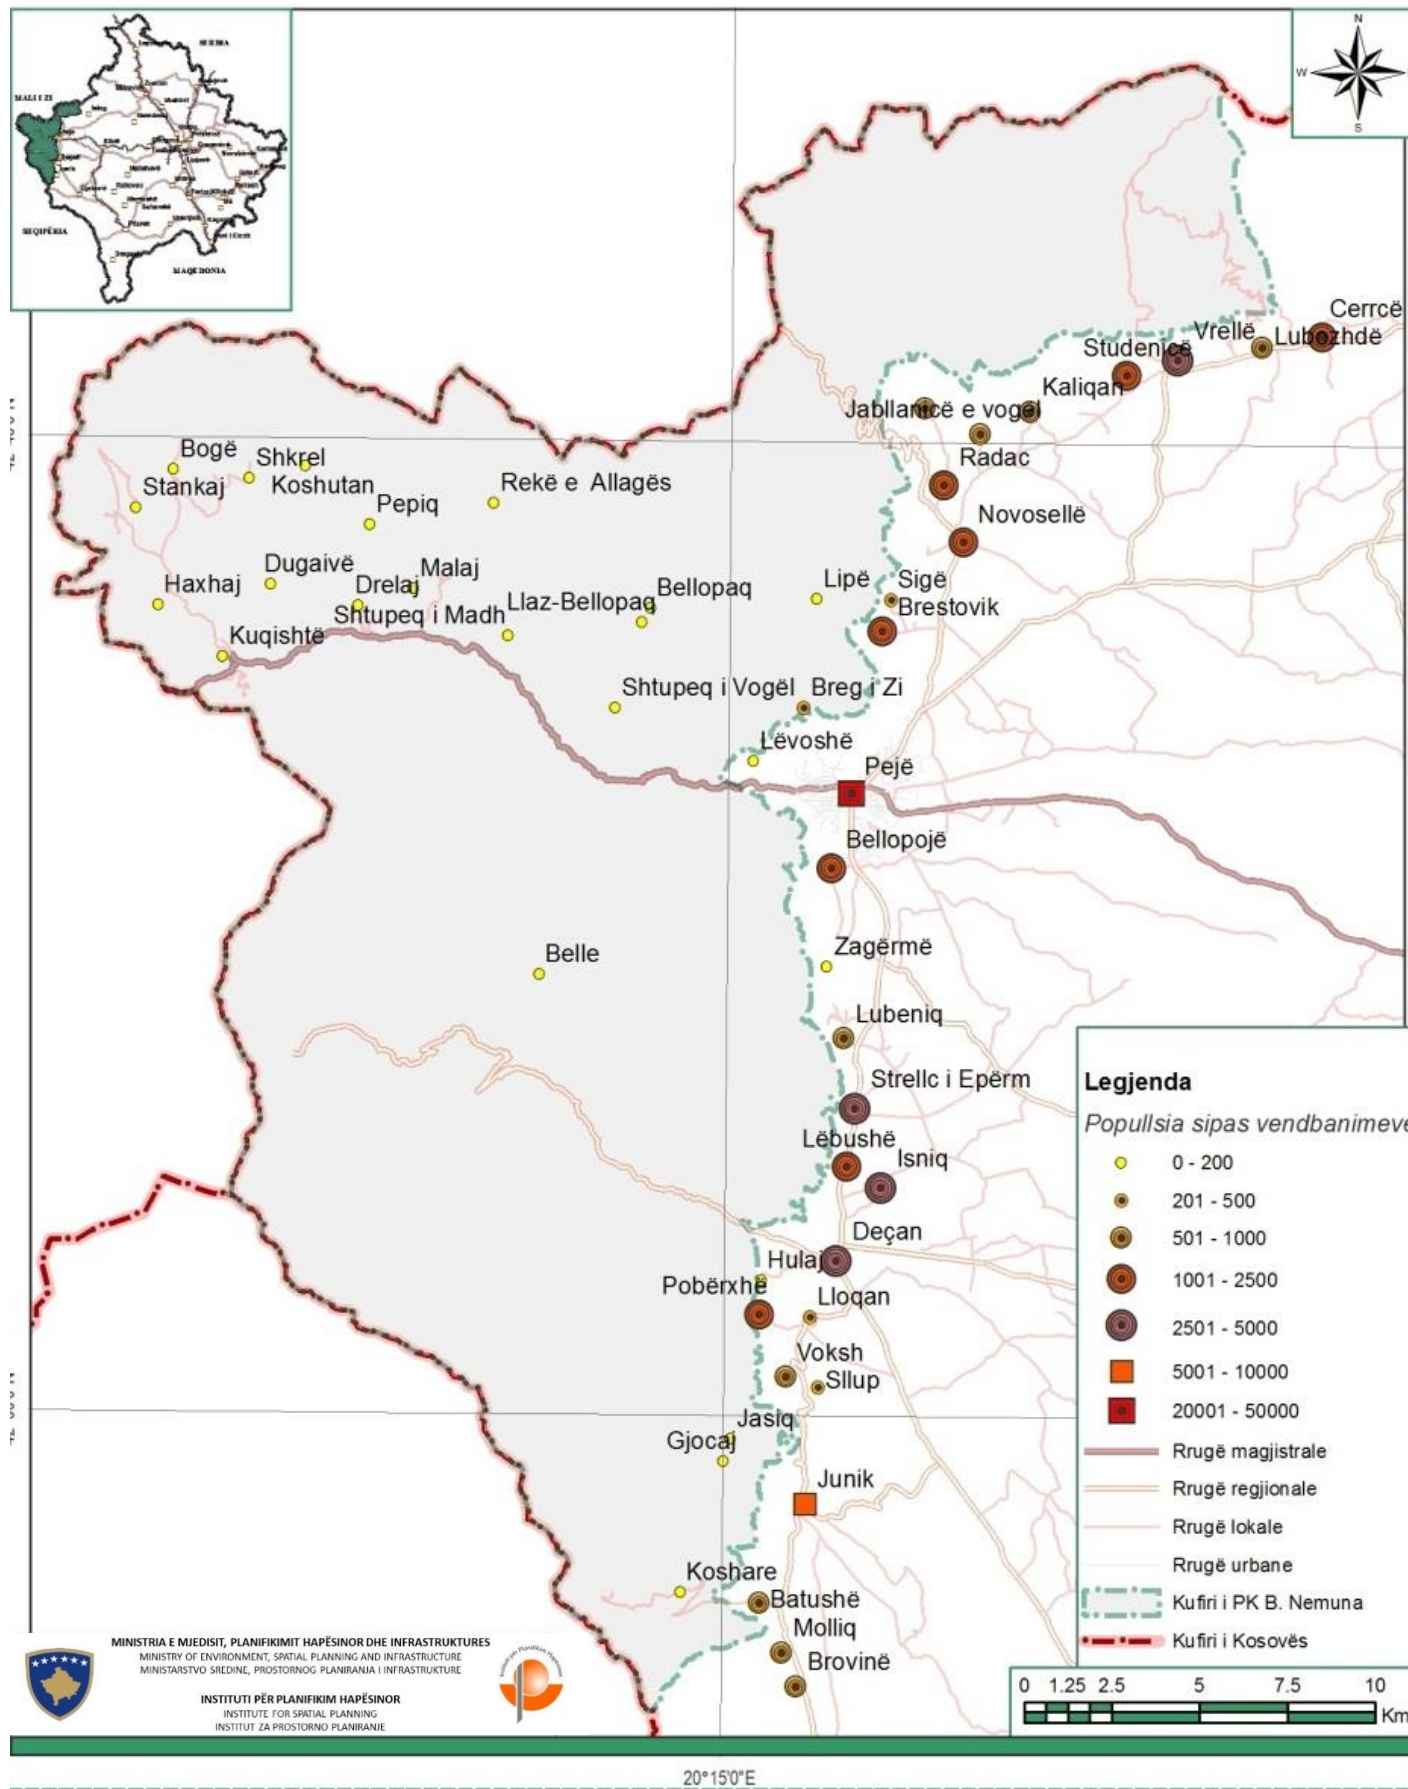 N
W
S
SERBIA
MALI I ZI
SHQIPËRIA
MAQEDONIA
Cerrcë
Vrellë
Lubozhdë
Studenicë
Kaliqan
Jabllanicë e vogël
Radac
Novosellë
Bogë
Shkrel
Stankaj
Koshutan
Rekë e Allagës
Pepiq
Dugaivë
Malaj
Haxhaj
Drelaj
Bellopaq
Lipë
Sigë
Llaz-Bellopaq
Brestovik
Shtupeq i Madh
Kuqishtë
Shtupeq i Vogël
Breg i Zi
Lëvoshë
Pejë
Bellopojë
Zagërmë
Belle
Lubeniq
Strellc i Epërm
Lëbushë
Isniq
Deçan
Hulaj
Pobërxhë
Lloqan
Voksh
Sllup
Jasiq
Gjocaj
Junik
Koshare
Batushë
Molliq
Brovinë
Legjenda
Popullsia sipas vendbanimeve
0 - 200
201 - 500
501 - 1000
1001 - 2500
2501 - 5000
5001 - 10000
20001 - 50000
Rrugë magjistrale
Rrugë regjionale
Rrugë lokale
Rrugë urbane
Kufiri i PK B. Nemuna
Kufiri i Kosovës
0 1.25 2.5 5 7.5 10
Km
MINISTRIA E MJEDISIT, PLANIFIKIMIT HAPËSINOR DHE INFRASTRUKTURES
MINISTRY OF ENVIRONMENT, SPATIAL PLANNING AND INFRASTRUCTURE
MINISTARSTVO SREDINE, PROSTORNOG PLANIRANJA I INFRASTRUKTURE
INSTITUTI PËR PLANIFIKIM HAPËSINOR
INSTITUTE FOR SPATIAL PLANNING
INSTITUT ZA PROSTORNO PLANIRANJE
20°15'0"E